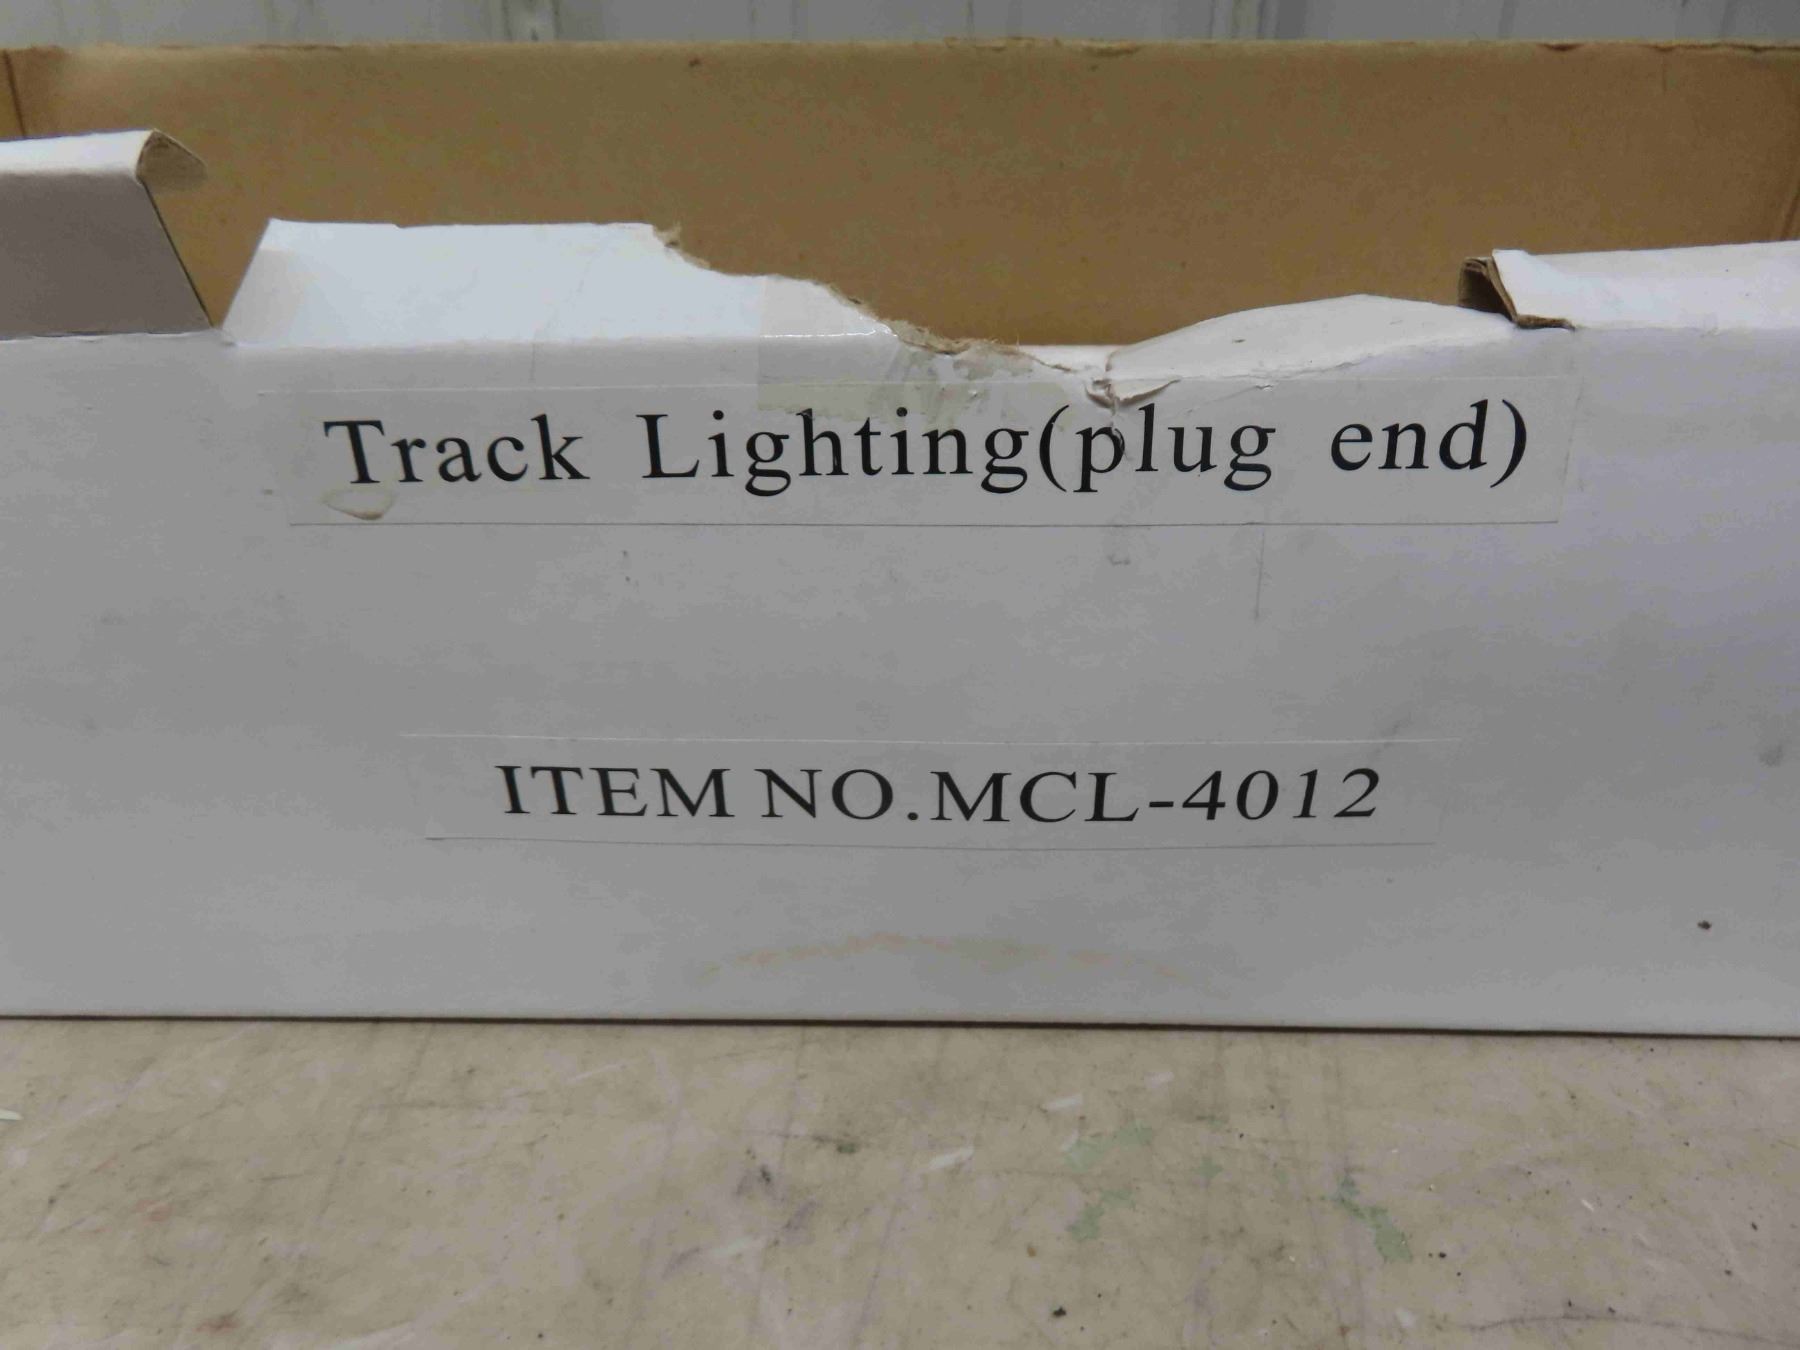 Track Lighting(plug end)
ITEM NO.MCL-4012